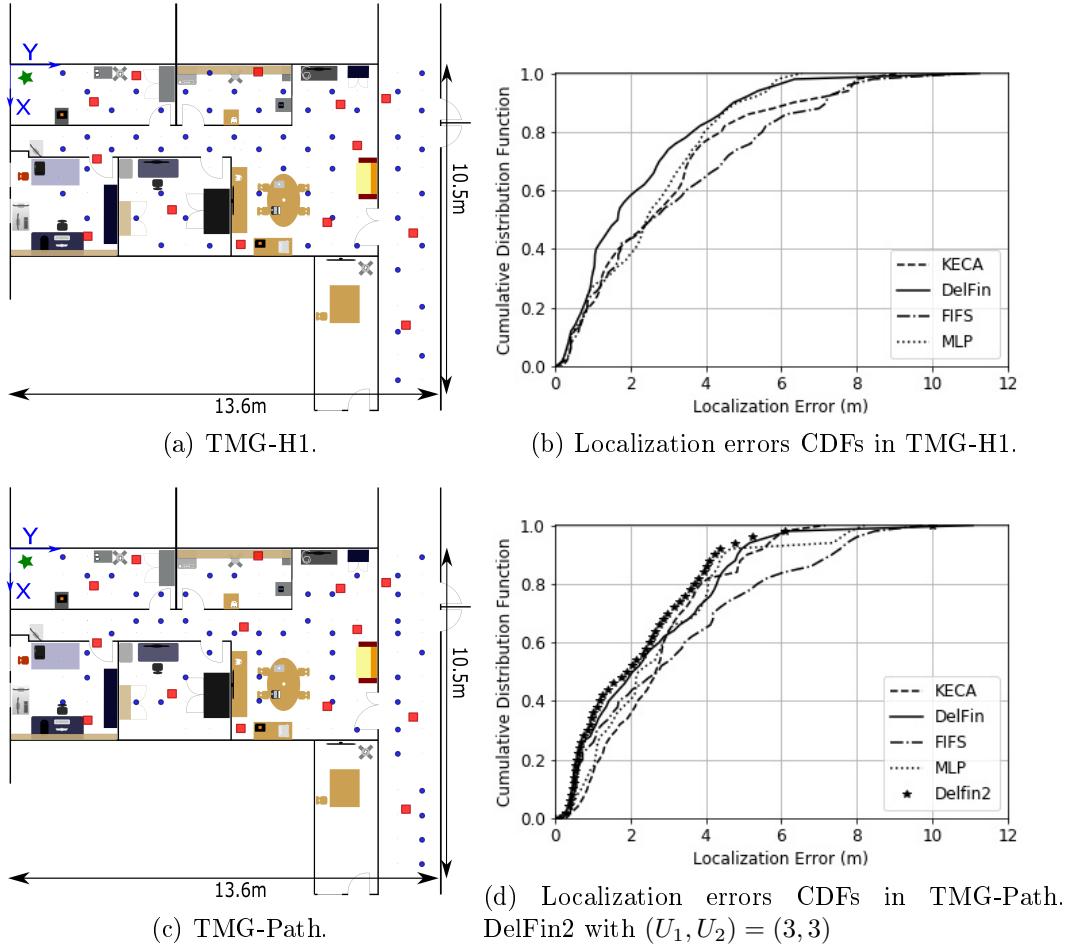 Y
X
10.5m
13.6m
(a) TMG-H1.
Cumulative Distribution Function
1.0
0.8
0.6
0.4
0.2
0.0
0 2 4 6 8 10 12
Localization Error (m)
KECA
DelFin
FIFS
MLP
(b) Localization errors CDFs in TMG-H1.
Y
X
10.5m
13.6m
(c) TMG-Path.
Cumulative Distribution Function
1.0
0.8
0.6
0.4
0.2
0.0
0 2 4 6 8 10 12
Localization Error (m)
KECA
DelFin
FIFS
MLP
Delfin2
(d) Localization errors CDFs in TMG-Path.
DelFin2 with (U₁, U₂) = (3, 3)